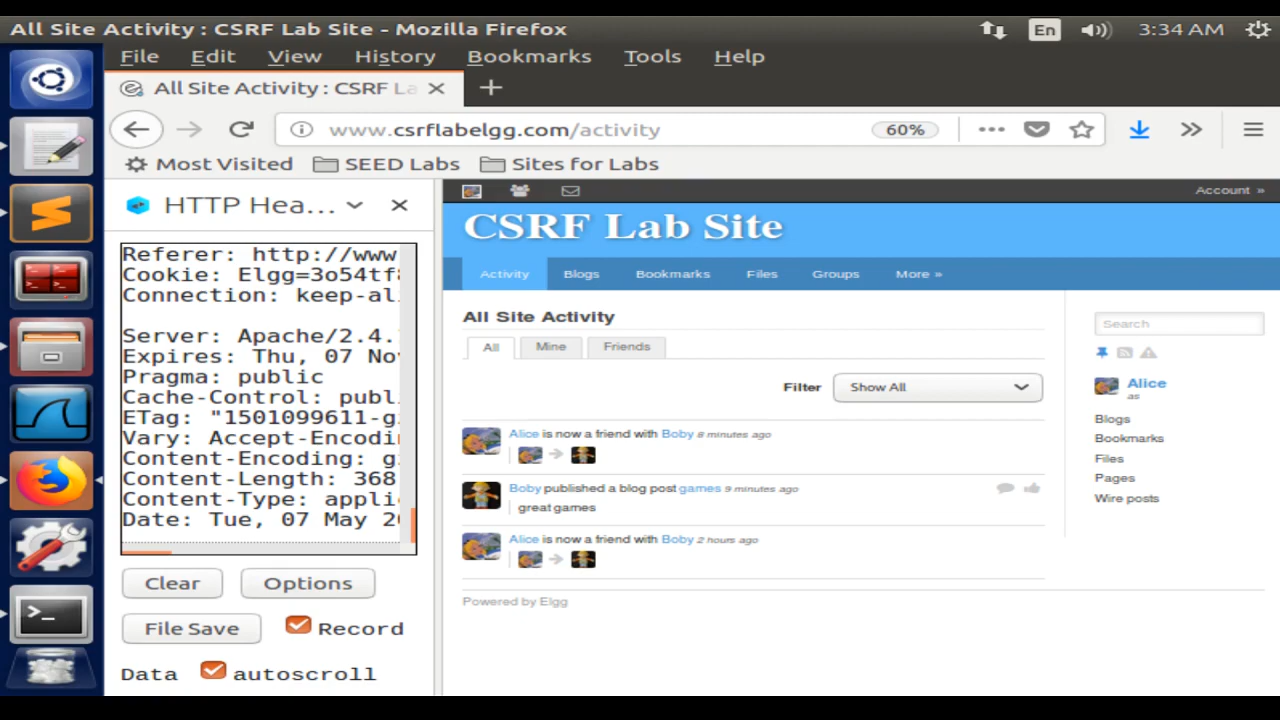 All Site Activity : CSRF Lab Site - Mozilla Firefox
En
3:34 AM
File Edit View History Bookmarks Tools Help
All Site Activity : CSRF La
www.csrflabelgg.com/activity
60%
Most Visited
SEED Labs
Sites for Labs
HTTP Hea...
Referer: http://www
Cookie: Elgg=3o54tf
Connection: keep-al
Server: Apache/2.4.
Expires: Thu, 07 No
Pragma: public
Cache-Control: publ
ETag: "1501099611-g
Vary: Accept-Encodi
Content-Encoding: g
Content-Length: 368
Content-Type: appli
Date: Tue, 07 May 2
Clear
Options
File Save
Record
Data
autoscroll
Account »
CSRF Lab Site
Activity Blogs Bookmarks Files Groups More »
All Site Activity
All Mine Friends
Filter Show All
Alice is now a friend with Boby 8 minutes ago
Boby published a blog post games 9 minutes ago
great games
Alice is now a friend with Boby 2 hours ago
Powered by Elgg
Search
Alice
as
Blogs
Bookmarks
Files
Pages
Wire posts